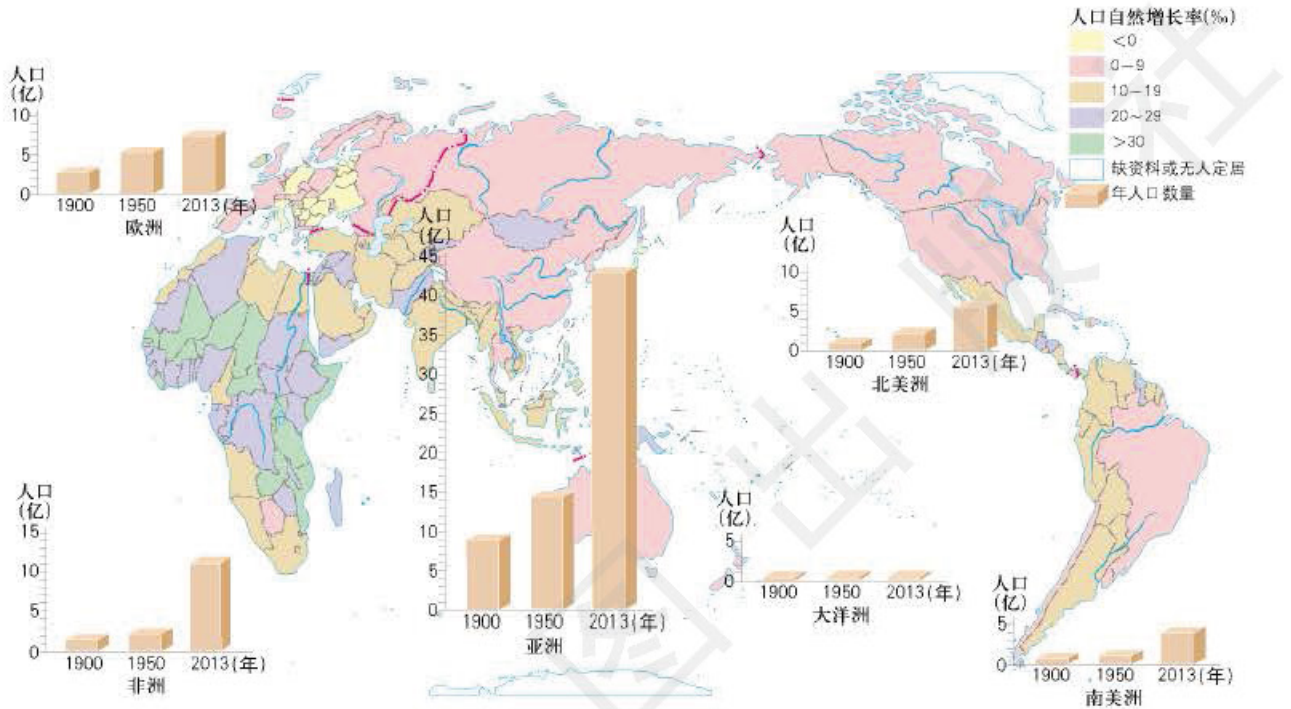 人口自然增长率(‰)
<0
0－9
10－19
20～29
>30
缺资料或无人定居
年人口数量
人口
(亿)
10
5
0
1900 1950 2013(年)
欧洲
人口
(亿)
45
40
35
30
25
20
15
10
5
0
1900 1950 2013(年)
亚洲
人口
(亿)
10
5
0
1900 1950 2013(年)
北美洲
人口
(亿)
15
10
5
0
1900 1950 2013(年)
非洲
人口
(亿)
5
0
1900 1950 2013(年)
大洋洲
人口
(亿)
5
0
1900 1950 2013(年)
南美洲
图出版社